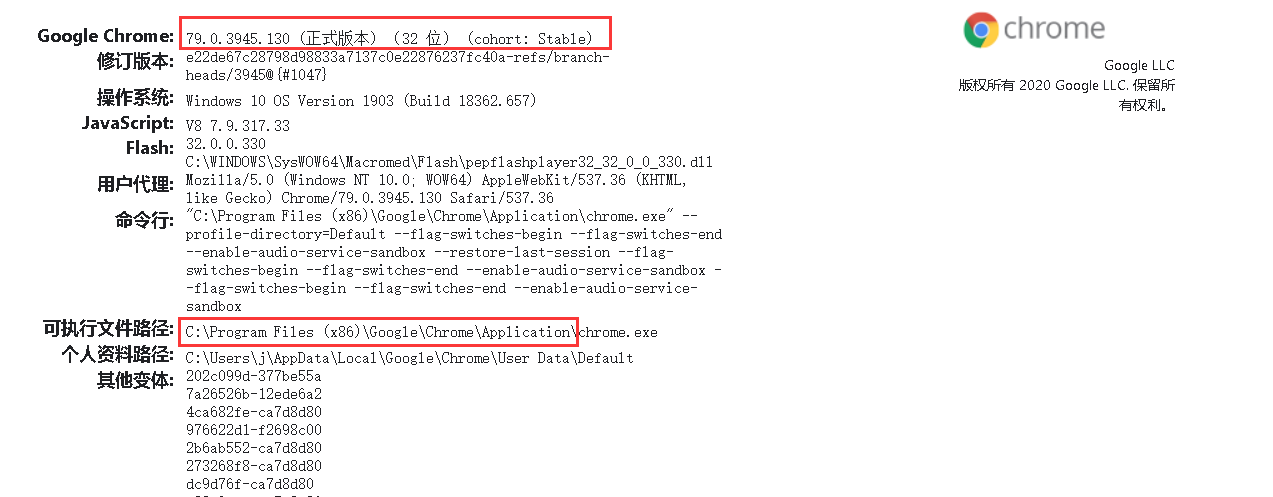 Google Chrome: 79.0.3945.130 (正式版本) (32 位) (cohort: Stable)
修订版本: e22de67c28798d98833a7137c0e22876237fc40a-refs/branch-
heads/3945@{#1047}
操作系统: Windows 10 OS Version 1903 (Build 18362.657)
JavaScript: V8 7.9.317.33
Flash: 32.0.0.330
C:\WINDOWS\SysWOW64\Macromed\Flash\pepflashplayer32_32_0_0_330.dll
用户代理: Mozilla/5.0 (Windows NT 10.0; WOW64) AppleWebKit/537.36 (KHTML,
like Gecko) Chrome/79.0.3945.130 Safari/537.36
命令行: "C:\Program Files (x86)\Google\Chrome\Application\chrome.exe" --
profile-directory=Default --flag-switches-begin --flag-switches-end
--enable-audio-service-sandbox --restore-last-session --flag-
switches-begin --flag-switches-end --enable-audio-service-sandbox -
-flag-switches-begin --flag-switches-end --enable-audio-service-
sandbox
可执行文件路径: C:\Program Files (x86)\Google\Chrome\Application\chrome.exe
个人资料路径: C:\Users\j\AppData\Local\Google\Chrome\User Data\Default
其他变体: 202c099d-377be55a
7a26526b-12ede6a2
4ca682fe-ca7d8d80
976622d1-f2698c00
2b6ab552-ca7d8d80
273268f8-ca7d8d80
dc9d76f-ca7d8d80
chrome
Google LLC
版权所有 2020 Google LLC. 保留所
有权利。